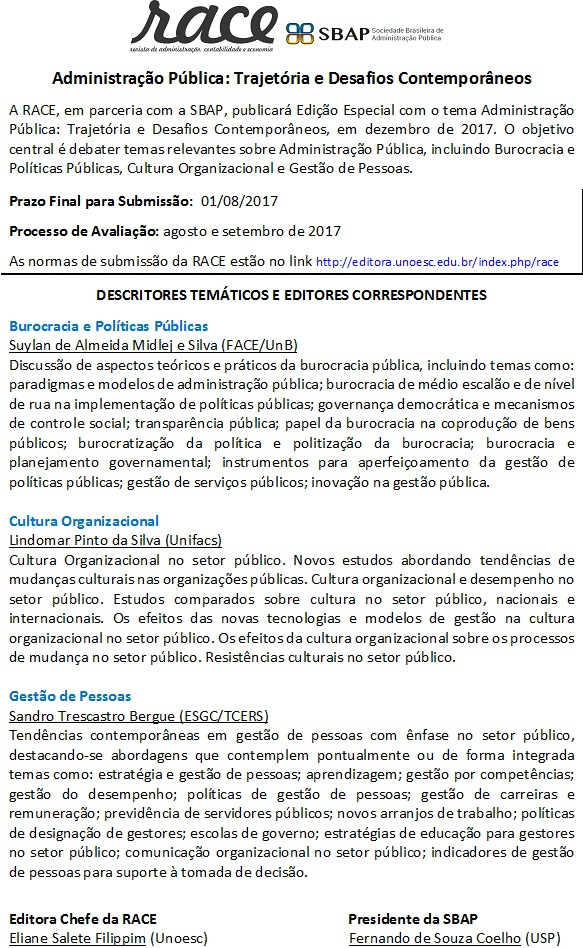 race
revista de administração, contabilidade e economia
SBAP Sociedade Brasileira de
Administração Pública
Administração Pública: Trajetória e Desafios Contemporâneos
A RACE, em parceria com a SBAP, publicará Edição Especial com o tema Administração
Pública: Trajetória e Desafios Contemporâneos, em dezembro de 2017. O objetivo
central é debater temas relevantes sobre Administração Pública, incluindo Burocracia e
Políticas Públicas, Cultura Organizacional e Gestão de Pessoas.
Prazo Final para Submissão: 01/08/2017
Processo de Avaliação: agosto e setembro de 2017
As normas de submissão da RACE estão no link http://editora.unoesc.edu.br/index.php/race
DESCRITORES TEMÁTICOS E EDITORES CORRESPONDENTES
Burocracia e Políticas Públicas
Suylan de Almeida Midlej e Silva (FACE/UnB)
Discussão de aspectos teóricos e práticos da burocracia pública, incluindo temas como:
paradigmas e modelos de administração pública; burocracia de médio escalão e de nível
de rua na implementação de políticas públicas; governança democrática e mecanismos
de controle social; transparência pública; papel da burocracia na coprodução de bens
públicos; burocratização da política e politização da burocracia; burocracia e
planejamento governamental; instrumentos para aperfeiçoamento da gestão de
políticas públicas; gestão de serviços públicos; inovação na gestão pública.
Cultura Organizacional
Lindomar Pinto da Silva (Unifacs)
Cultura Organizacional no setor público. Novos estudos abordando tendências de
mudanças culturais nas organizações públicas. Cultura organizacional e desempenho no
setor público. Estudos comparados sobre cultura no setor público, nacionais e
internacionais. Os efeitos das novas tecnologias e modelos de gestão na cultura
organizacional no setor público. Os efeitos da cultura organizacional sobre os processos
de mudança no setor público. Resistências culturais no setor público.
Gestão de Pessoas
Sandro Trescastro Bergue (ESGC/TCERS)
Tendências contemporâneas em gestão de pessoas com ênfase no setor público,
destacando-se abordagens que contemplem pontualmente ou de forma integrada
temas como: estratégia e gestão de pessoas; aprendizagem; gestão por competências;
gestão do desempenho; políticas de gestão de pessoas; gestão de carreiras e
remuneração; previdência de servidores públicos; novos arranjos de trabalho; políticas
de designação de gestores; escolas de governo; estratégias de educação para gestores
no setor público; comunicação organizacional no setor público; indicadores de gestão
de pessoas para suporte à tomada de decisão.
Editora Chefe da RACE Presidente da SBAP
Eliane Salete Filippim (Unoesc) Fernando de Souza Coelho (USP)